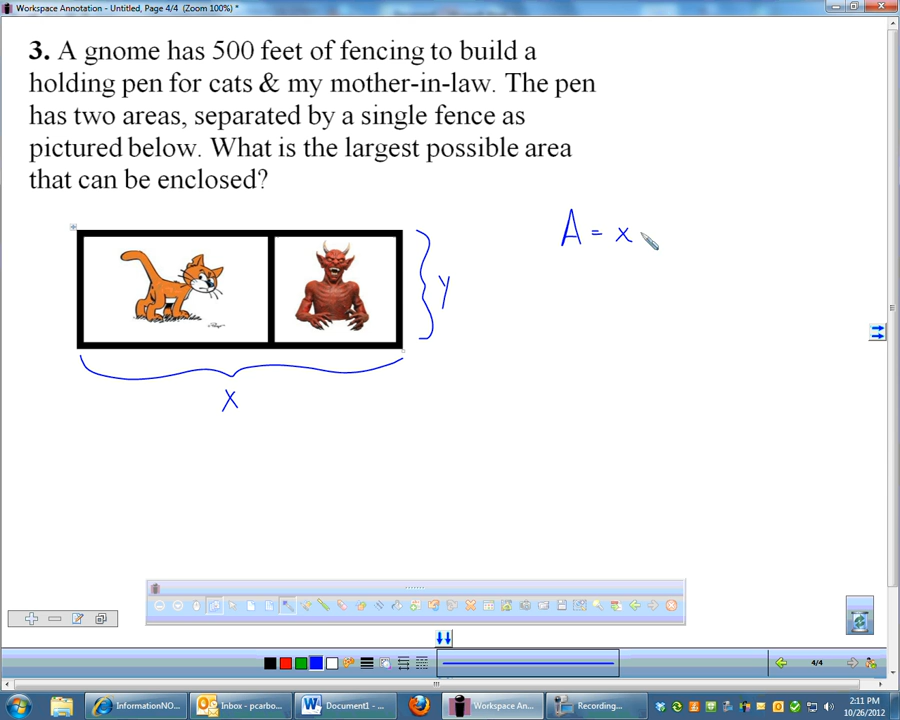 Workspace Annotation - Untitled, Page 4/4 (Zoom 100%) *
3. A gnome has 500 feet of fencing to build a
holding pen for cats & my mother-in-law. The pen
has two areas, separated by a single fence as
pictured below. What is the largest possible area
that can be enclosed?
A = x
y
x
4/4
InformationNO...
Inbox - pcarbo...
Document1 - ...
Workspace An...
Recording...
2:11 PM
10/26/2012